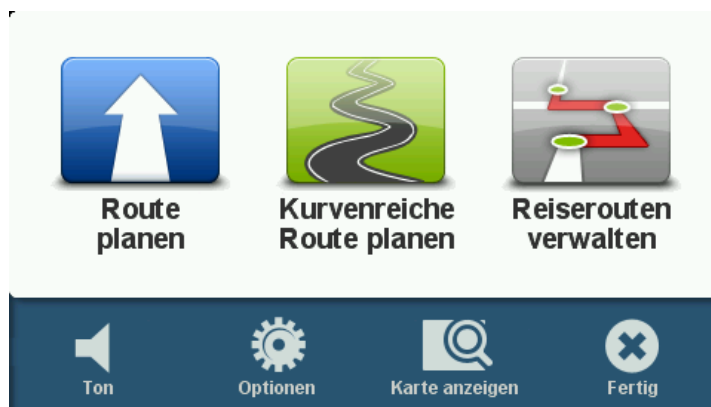 Route
planen
Kurvenreiche
Route planen
Reiserouten
verwalten
Ton
Optionen
Karte anzeigen
Fertig